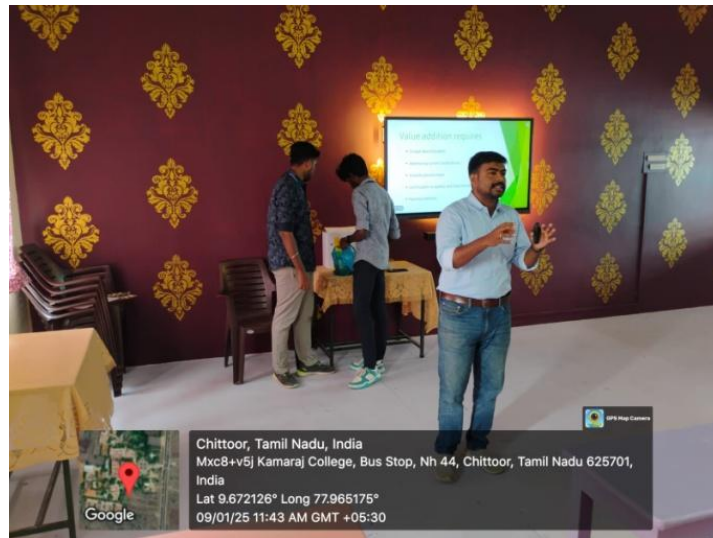 Value addition requires
GPS Map Camera
Chittoor, Tamil Nadu, India
Mxc8+v5j Kamaraj College, Bus Stop, Nh 44, Chittoor, Tamil Nadu 625701,
India
Lat 9.672126° Long 77.965175°
09/01/25 11:43 AM GMT +05:30
Google